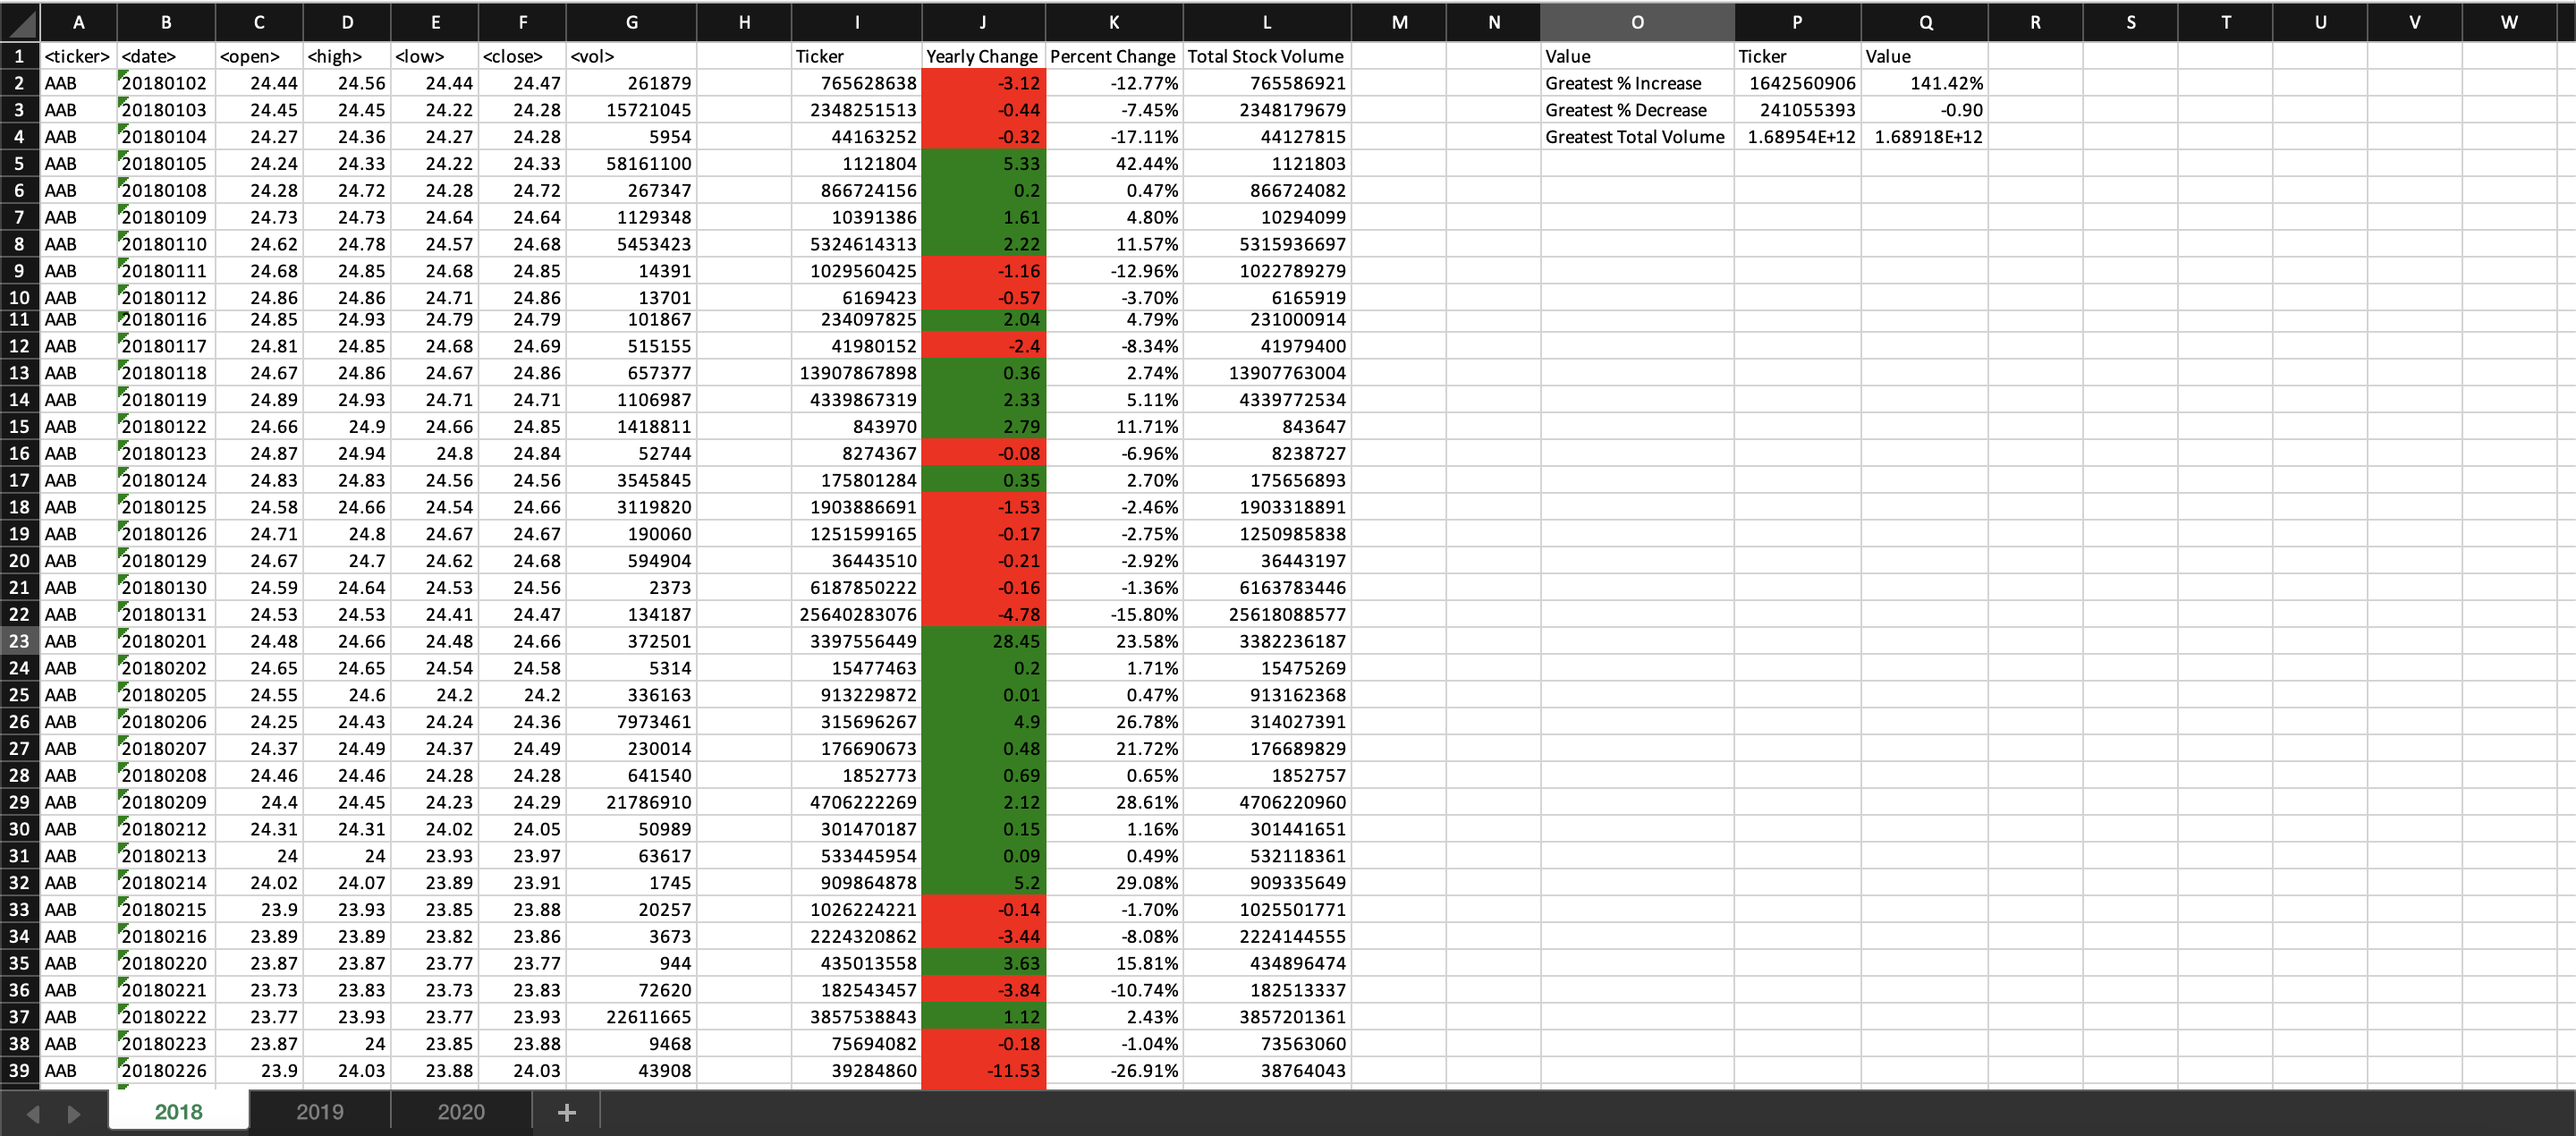 A B C D E F G H I J K L M N O P Q R S T U V W
1 <ticker> <date> <open> <high> <low> <close> <vol> Ticker Yearly Change Percent Change Total Stock Volume Value Ticker Value
2 AAB 20180102 24.44 24.56 24.44 24.47 261879 765628638 -3.12 -12.77% 765586921 Greatest % Increase 1642560906 141.42%
3 AAB 20180103 24.45 24.45 24.22 24.28 15721045 2348251513 -0.44 -7.45% 2348179679 Greatest % Decrease 241055393 -0.90
4 AAB 20180104 24.27 24.36 24.27 24.28 5954 44163252 -0.32 -17.11% 44127815 Greatest Total Volume 1.68954E+12 1.68918E+12
5 AAB 20180105 24.24 24.33 24.22 24.33 58161100 1121804 5.33 42.44% 1121803
6 AAB 20180108 24.28 24.72 24.28 24.72 267347 866724156 0.2 0.47% 866724082
7 AAB 20180109 24.73 24.73 24.64 24.64 1129348 10391386 1.61 4.80% 10294099
8 AAB 20180110 24.62 24.78 24.57 24.68 5453423 5324614313 2.22 11.57% 5315936697
9 AAB 20180111 24.68 24.85 24.68 24.85 14391 1029560425 -1.16 -12.96% 1022789279
10 AAB 20180112 24.86 24.86 24.71 24.86 13701 6169423 -0.57 -3.70% 6165919
11 AAB 20180116 24.85 24.93 24.79 24.79 101867 234097825 2.04 4.79% 231000914
12 AAB 20180117 24.81 24.85 24.68 24.69 515155 41980152 -2.4 -8.34% 41979400
13 AAB 20180118 24.67 24.86 24.67 24.86 657377 13907867898 0.36 2.74% 13907763004
14 AAB 20180119 24.89 24.93 24.71 24.71 1106987 4339867319 2.33 5.11% 4339772534
15 AAB 20180122 24.66 24.9 24.66 24.85 1418811 843970 2.79 11.71% 843647
16 AAB 20180123 24.87 24.94 24.8 24.84 52744 8274367 -0.08 -6.96% 8238727
17 AAB 20180124 24.83 24.83 24.56 24.56 3545845 175801284 0.35 2.70% 175656893
18 AAB 20180125 24.58 24.66 24.54 24.66 3119820 1903886691 -1.53 -2.46% 1903318891
19 AAB 20180126 24.71 24.8 24.67 24.67 190060 1251599165 -0.17 -2.75% 1250985838
20 AAB 20180129 24.67 24.7 24.62 24.68 594904 36443510 -0.21 -2.92% 36443197
21 AAB 20180130 24.59 24.64 24.53 24.56 2373 6187850222 -0.16 -1.36% 6163783446
22 AAB 20180131 24.53 24.53 24.41 24.47 134187 25640283076 -4.78 -15.80% 25618088577
23 AAB 20180201 24.48 24.66 24.48 24.66 372501 3397556449 28.45 23.58% 3382236187
24 AAB 20180202 24.65 24.65 24.54 24.58 5314 15477463 0.2 1.71% 15475269
25 AAB 20180205 24.55 24.6 24.2 24.2 336163 913229872 0.01 0.47% 913162368
26 AAB 20180206 24.25 24.43 24.24 24.36 7973461 315696267 4.9 26.78% 314027391
27 AAB 20180207 24.37 24.49 24.37 24.49 230014 176690673 0.48 21.72% 176689829
28 AAB 20180208 24.46 24.46 24.28 24.28 641540 1852773 0.69 0.65% 1852757
29 AAB 20180209 24.4 24.45 24.23 24.29 21786910 4706222269 2.12 28.61% 4706220960
30 AAB 20180212 24.31 24.31 24.02 24.05 50989 301470187 0.15 1.16% 301441651
31 AAB 20180213 24 24 23.93 23.97 63617 533445954 0.09 0.49% 532118361
32 AAB 20180214 24.02 24.07 23.89 23.91 1745 909864878 5.2 29.08% 909335649
33 AAB 20180215 23.9 23.93 23.85 23.88 20257 1026224221 -0.14 -1.70% 1025501771
34 AAB 20180216 23.89 23.89 23.82 23.86 3673 2224320862 -3.44 -8.08% 2224144555
35 AAB 20180220 23.87 23.87 23.77 23.77 944 435013558 3.63 15.81% 434896474
36 AAB 20180221 23.73 23.83 23.73 23.83 72620 182543457 -3.84 -10.74% 182513337
37 AAB 20180222 23.77 23.93 23.77 23.93 22611665 3857538843 1.12 2.43% 3857201361
38 AAB 20180223 23.87 24 23.85 23.88 9468 75694082 -0.18 -1.04% 73563060
39 AAB 20180226 23.9 24.03 23.88 24.03 43908 39284860 -11.53 -26.91% 38764043
2018 2019 2020 +